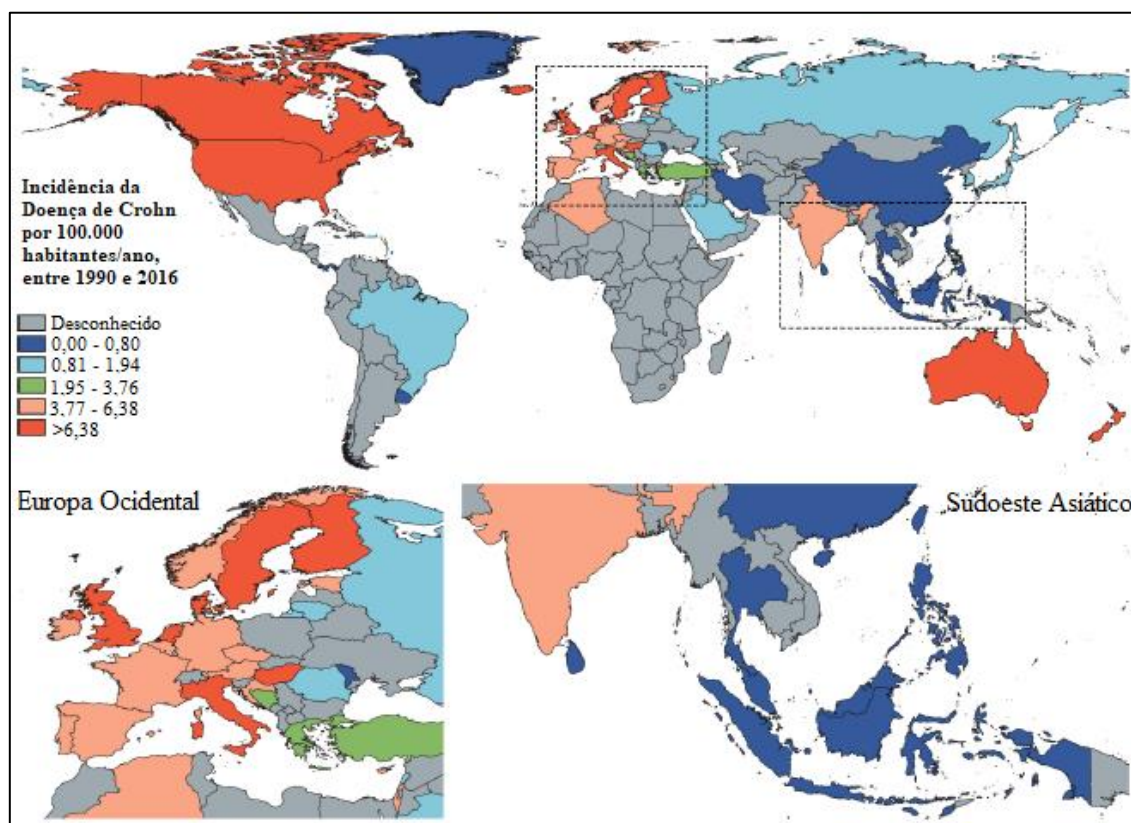 Incidência da
Doença de Crohn
por 100.000
habitantes/ano,
entre 1990 e 2016
Desconhecido
0,00 - 0,80
0.81 - 1.94
1.95 - 3.76
3,77 - 6,38
>6,38
Europa Ocidental
Sudoeste Asiático